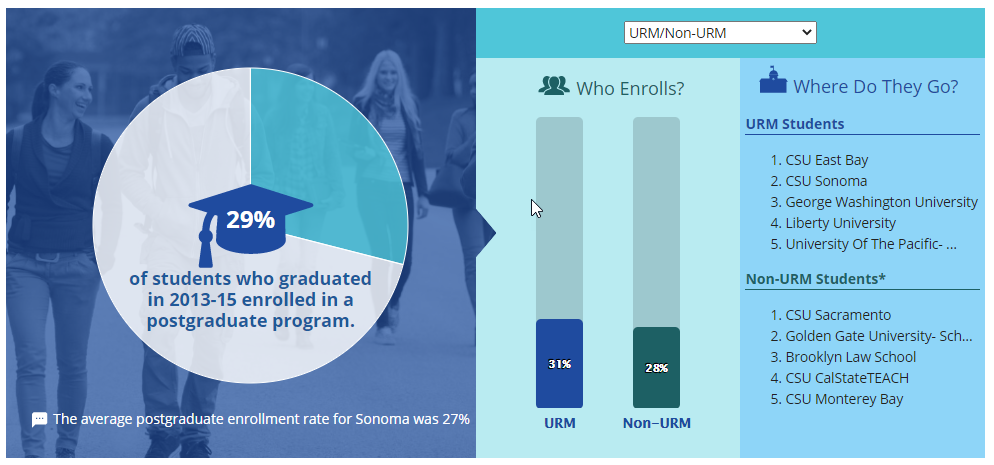 29%
of students who graduated
in 2013-15 enrolled in a
postgraduate program.
The average postgraduate enrollment rate for Sonoma was 27%
URM/Non-URM
Who Enrolls?
31%
28%
URM
Non-URM
Where Do They Go?
URM Students
1. CSU East Bay
2. CSU Sonoma
3. George Washington University
4. Liberty University
5. University Of The Pacific- ...
Non-URM Students*
1. CSU Sacramento
2. Golden Gate University- Sch...
3. Brooklyn Law School
4. CSU CalStateTEACH
5. CSU Monterey Bay